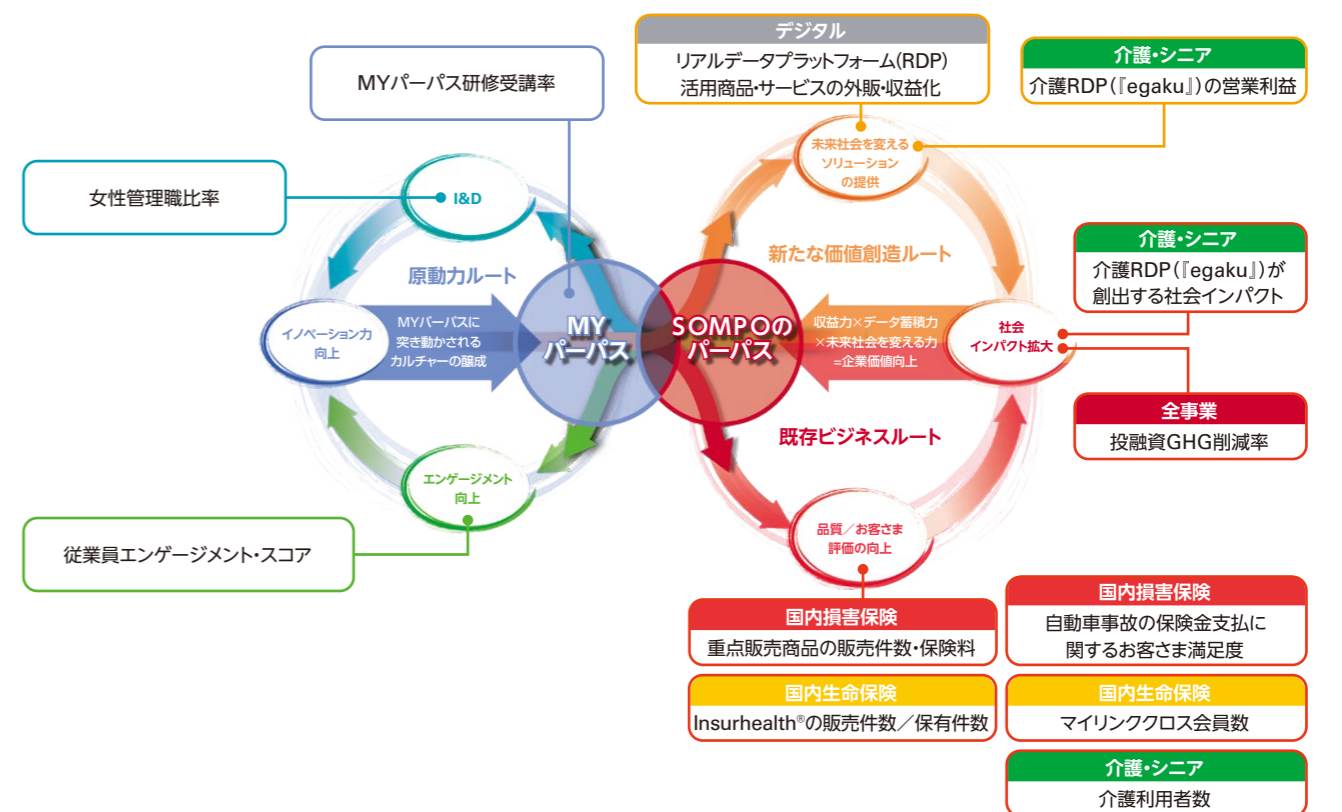 デジタル
リアルデータプラットフォーム(RDP)
活用商品・サービスの外販・収益化
介護・シニア
介護RDP(『egaku』)の営業利益
MYパーパス研修受講率
未来社会を変える
ソリューション
の提供
女性管理職比率
I&D
新たな価値創造ルート
原動力ルート
介護・シニア
介護RDP(『egaku』)が
創出する社会インパクト
イノベーション力
向上
MYパーパスに
突き動かされる
カルチャーの醸成
MY
パーパス
SOMPOの
パーパス
収益力×データ蓄積力
×未来社会を変える力
=企業価値向上
社会
インパクト拡大
全事業
投融資GHG削減率
既存ビジネスルート
エンゲージメント
向上
従業員エンゲージメント・スコア
品質／お客さま
評価の向上
国内損害保険
重点販売商品の販売件数・保険料
国内損害保険
自動車事故の保険金支払に
関するお客さま満足度
国内生命保険
Insurhealth®の販売件数／保有件数
国内生命保険
マイリンククロス会員数
介護・シニア
介護利用者数